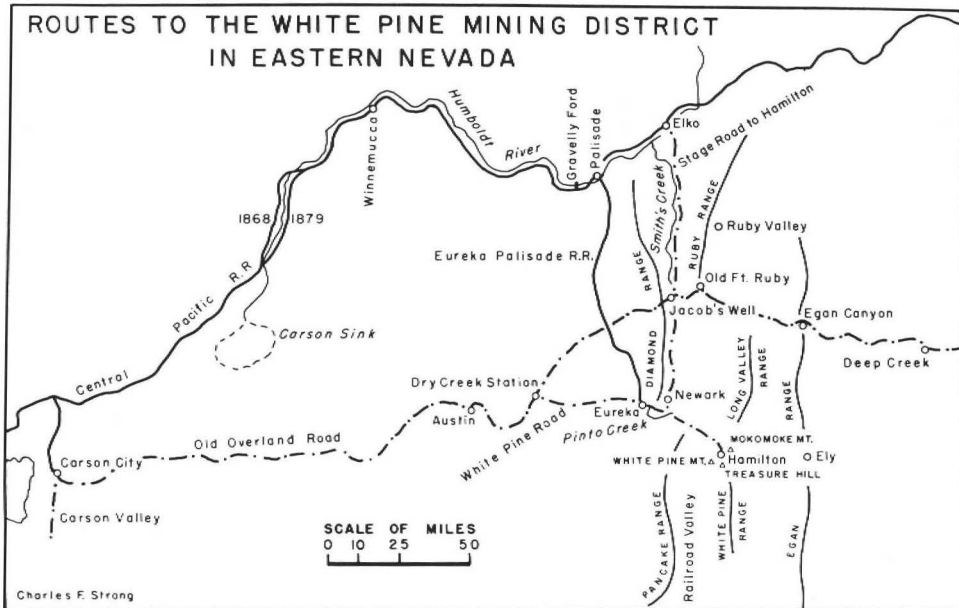 ROUTES TO THE WHITE PINE MINING DISTRICT
IN EASTERN NEVADA
Humboldt
River
Winnemucca
Gravelly Ford
Palisade
Elko
Stage Road to Hamilton
Smith's Creek
RUBY RANGE
Ruby Valley
1868
1879
Eureka Palisade R.R.
DIAMOND RANGE
Old Ft. Ruby
Jacob's Well
Egan Canyon
Deep Creek
Central Pacific R.R
Carson Sink
Dry Creek Station
Austin
White Pine Road
Eureka
Pinto Creek
Newark
LONG VALLEY
RANGE
MOKOMOKE MT.
WHITE PINE MT.
Hamilton
TREASURE HILL
Ely
EGAN RANGE
Old Overland Road
Carson City
Carson Valley
PANCAKE RANGE
Railroad Valley
WHITE PINE
RANGE
SCALE OF MILES
0 10 25 50
Charles F. Strong